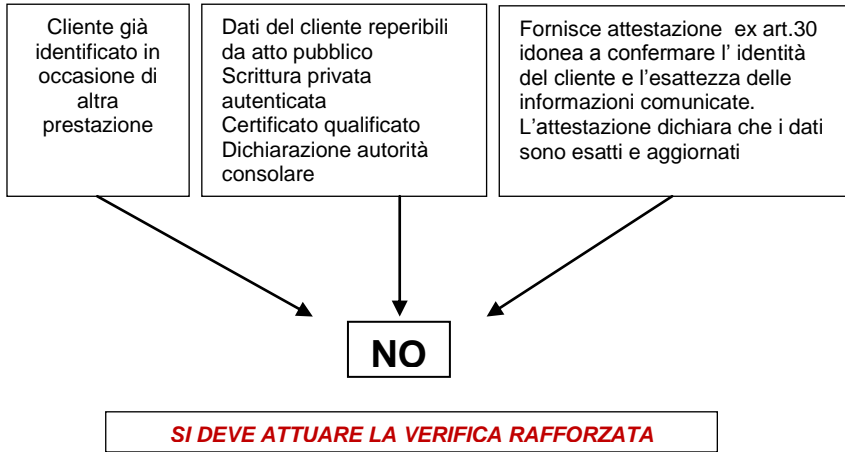 Cliente già
identificato in
occasione di
altra
prestazione
Dati del cliente reperibili
da atto pubblico
Scrittura privata
autenticata
Certificato qualificato
Dichiarazione autorità
consolare
Fornisce attestazione ex art.30
idonea a confermare l’ identità
del cliente e l’esattezza delle
informazioni comunicate.
L’attestazione dichiara che i dati
sono esatti e aggiornati
NO
SI DEVE ATTUARE LA VERIFICA RAFFORZATA